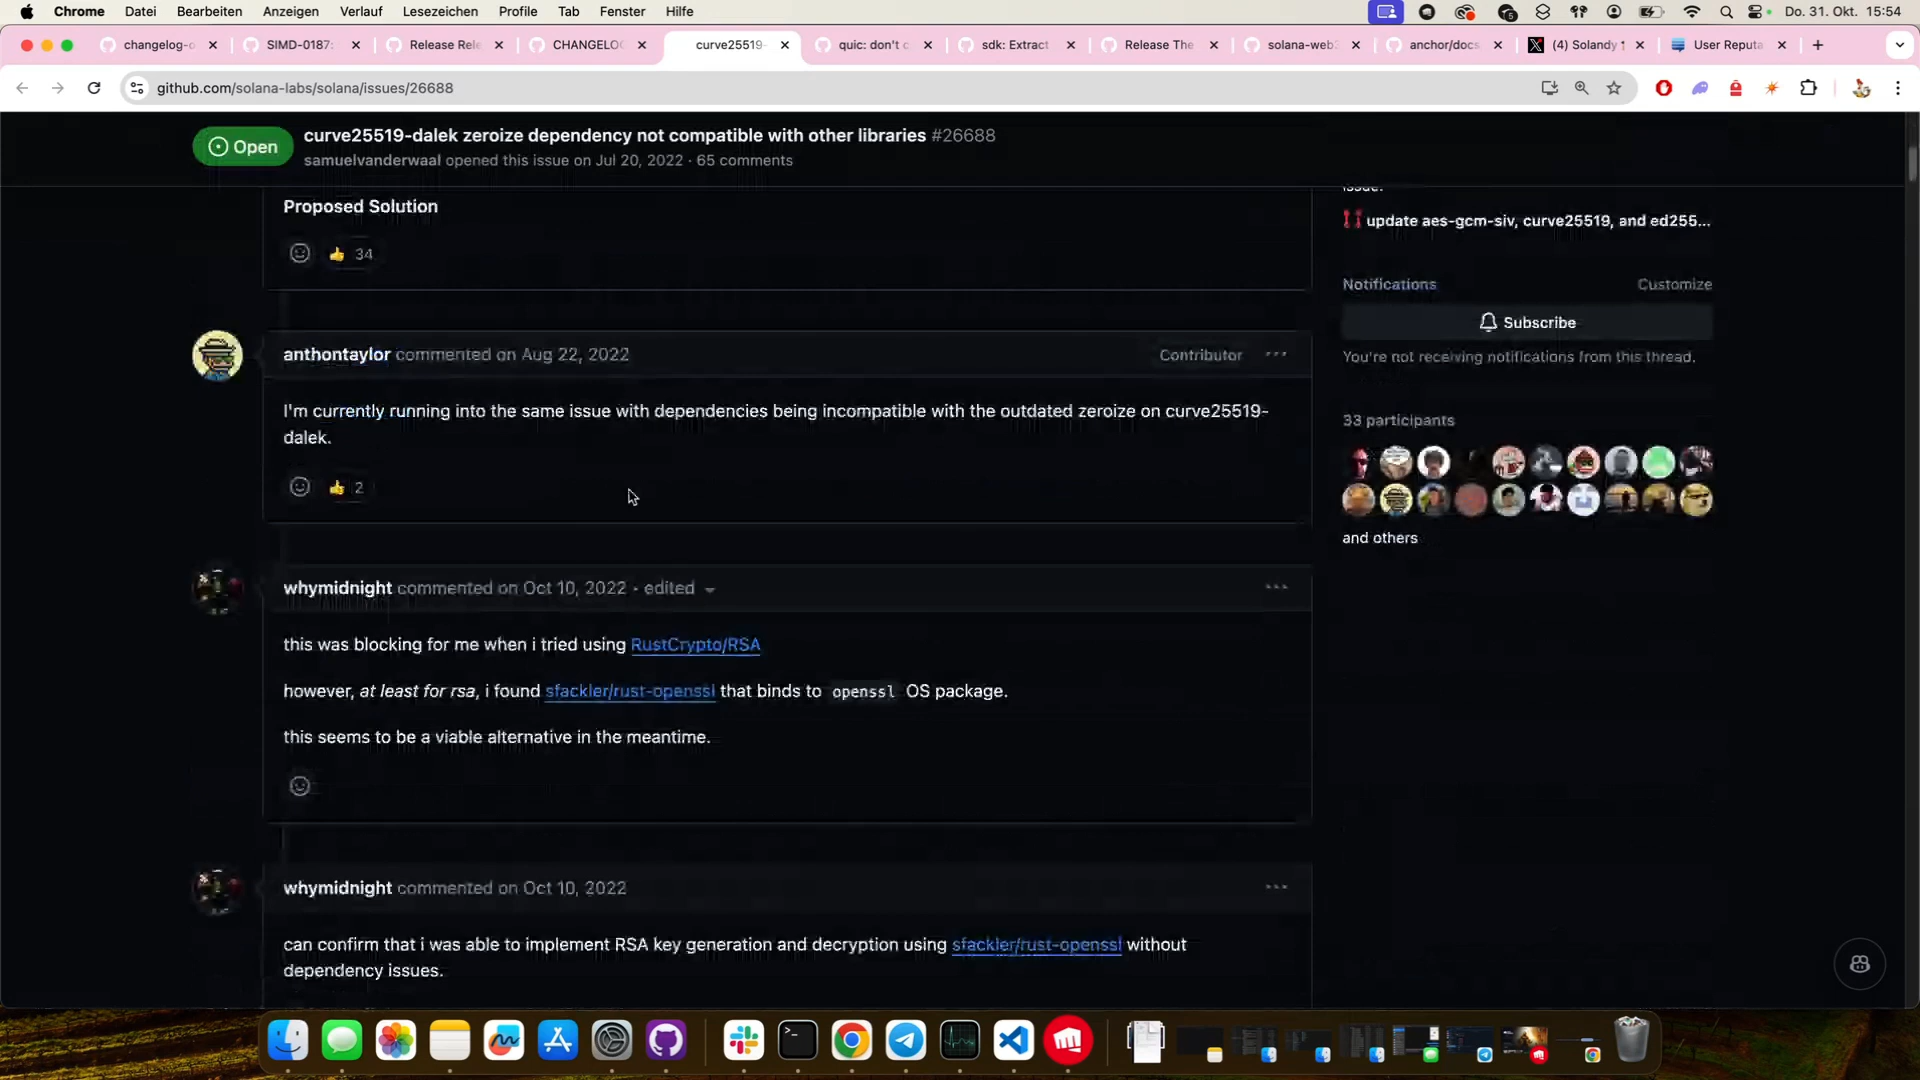 Chrome Datei Bearbeiten Anzeigen Verlauf Lesezeichen Profile Tab Fenster Hilfe Do. 31. Okt. 15:54
changelog-o SIMD-0187: Release Rele CHANGELOG curve25519- quic: don't c sdk: Extract Release The solana-web3 anchor/docs (4) Solandy User Reputa
github.com/solana-labs/solana/issues/26688
Open
curve25519-dalek zeroize dependency not compatible with other libraries #26688
samuelvanderwaal opened this issue on Jul 20, 2022 · 65 comments
issue.
Proposed Solution
34
update aes-gcm-siv, curve25519, and ed255...
Notifications Customize
Subscribe
You're not receiving notifications from this thread.
anthontaylor commented on Aug 22, 2022 Contributor
I'm currently running into the same issue with dependencies being incompatible with the outdated zeroize on curve25519-
dalek.
2
33 participants
and others
whymidnight commented on Oct 10, 2022 · edited
this was blocking for me when i tried using RustCrypto/RSA
however, at least for rsa, i found sfackler/rust-openssl that binds to openssl OS package.
this seems to be a viable alternative in the meantime.
whymidnight commented on Oct 10, 2022
can confirm that i was able to implement RSA key generation and decryption using sfackler/rust-openssl without
dependency issues.